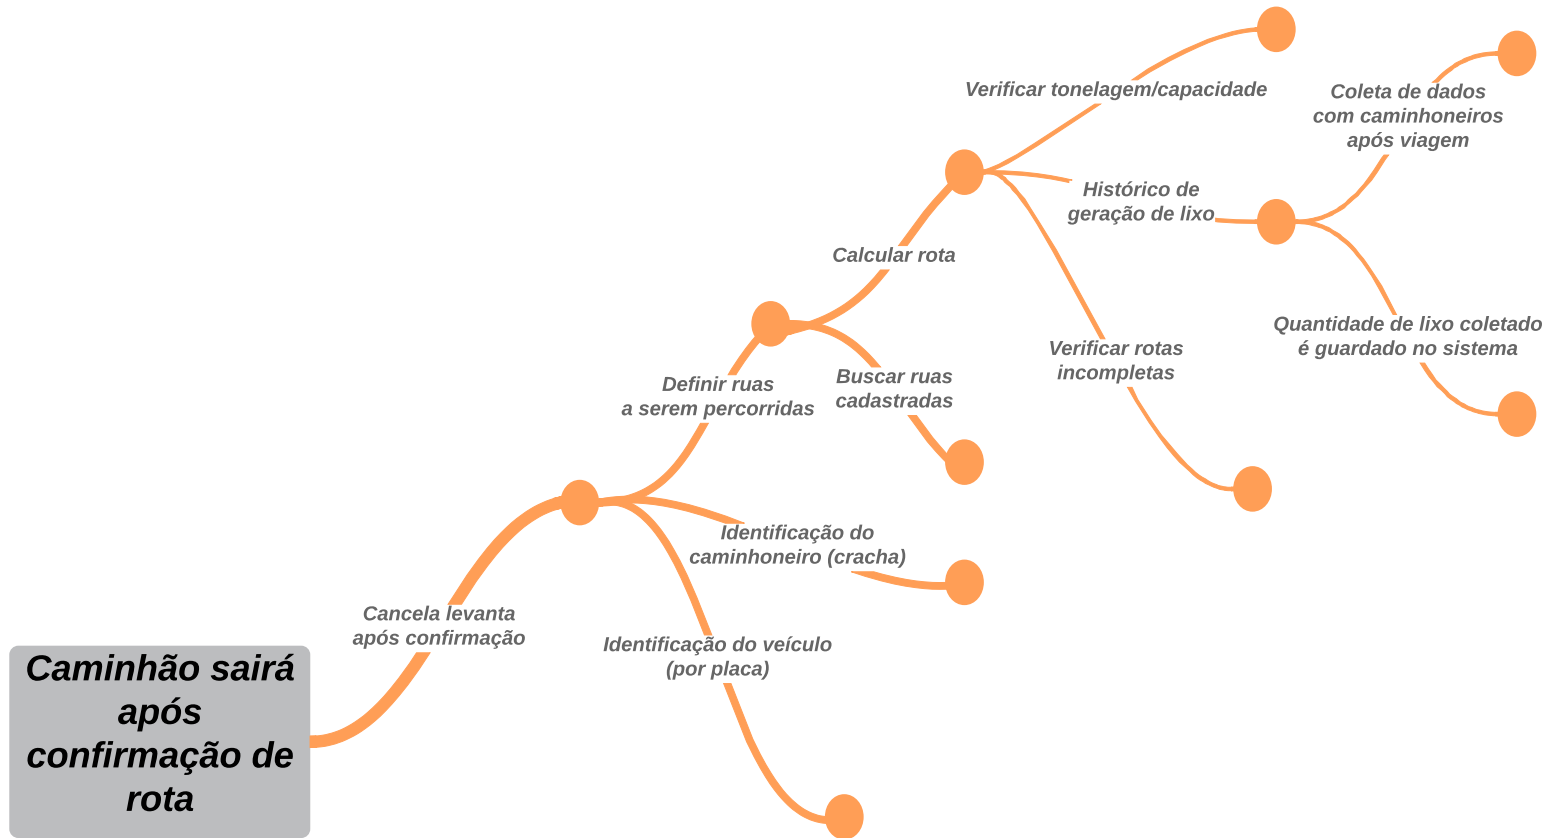 Verificar tonelagem/capacidade
Coleta de dados
com caminhoneiros
após viagem
Histórico de
geração de lixo
Calcular rota
Quantidade de lixo coletado
é guardado no sistema
Verificar rotas
incompletas
Definir ruas
a serem percorridas
Buscar ruas
cadastradas
Identificação do
caminhoneiro (cracha)
Cancela levanta
após confirmação
Identificação do veículo
(por placa)
Caminhão sairá
após
confirmação de
rota